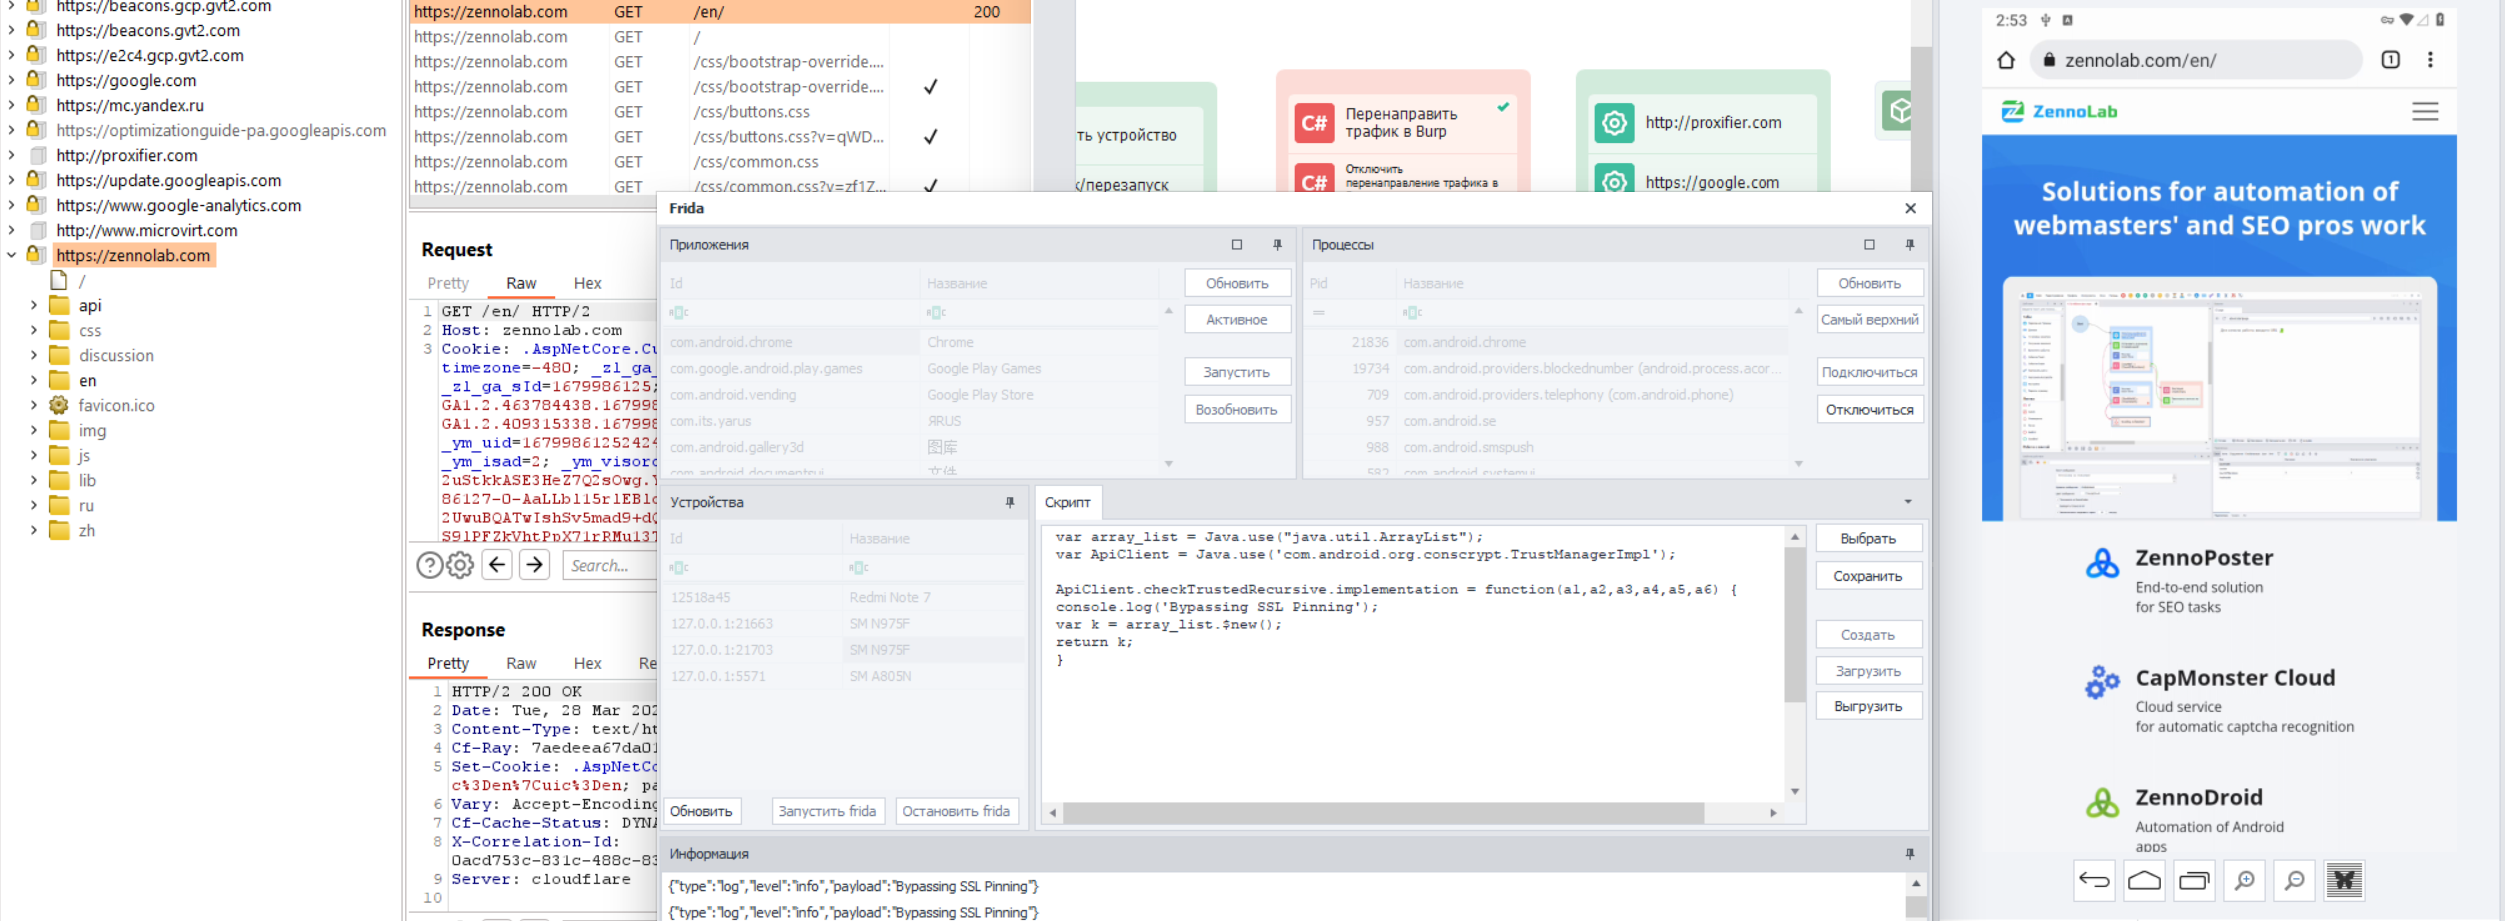 https://beacons.gcp.gvt2.com
https://beacons.gvt2.com
https://e2c4.gcp.gvt2.com
https://google.com
https://mc.yandex.ru
https://optimizationguide-pa.googleapis.com
http://proxifier.com
https://update.googleapis.com
https://www.google-analytics.com
http://www.microvirt.com
https://zennolab.com
/
api
css
discussion
en
favicon.ico
img
js
lib
ru
zh
https://zennolab.com GET /en/ 200
https://zennolab.com GET /
https://zennolab.com GET /css/bootstrap-override....
https://zennolab.com GET /css/bootstrap-override.... ✓
https://zennolab.com GET /css/buttons.css
https://zennolab.com GET /css/buttons.css?v=qWD... ✓
https://zennolab.com GET /css/common.css
https://zennolab.com GET /css/common.css?v=zf1Z... ✓
Request
Pretty Raw Hex
1 GET /en/ HTTP/2
2 Host: zennolab.com
3 Cookie: .AspNetCore.Cu
timezone=-480; _zl_ga_
_zl_ga_sId=1679986125;
GA1.2.463784438.167998
GA1.2.409315338.167998
_ym_uid=16799861252424
_ym_isad=2; _ym_visorc
Search...
Response
Pretty Raw Hex Re
1 HTTP/2 200 OK
2 Date: Tue, 28 Mar 202
3 Content-Type: text/ht
4 Cf-Ray: 7aedeea67da01
5 Set-Cookie: .AspNetCo
c%3Den%7Cuic%3Den; pa
6 Vary: Accept-Encoding
7 Cf-Cache-Status: DYNA
8 X-Correlation-Id:
0acd753c-831c-488c-83
9 Server: cloudflare
10
ть устройство
к/перезапуск
C# Перенаправить
трафик в Burp
C# Отключить
перенаправление трафика в
http://proxifier.com
https://google.com
Frida
Приложения
Id Название
com.android.chrome Chrome
com.google.android.play.games Google Play Games
com.android.vending Google Play Store
com.its.yarus ЯRUS
com.android.gallery3d 图库
com.android.documentsui 文件
Обновить
Активное
Запустить
Возобновить
Процессы
Pid Название
21836 com.android.chrome
19734 com.android.providers.blockednumber (android.process.acor...
709 com.android.providers.telephony (com.android.phone)
957 com.android.se
988 com.android.smspush
582 com.android.systemui
Обновить
Самый верхний
Подключиться
Отключиться
Устройства
Id Название
12518a45 Redmi Note 7
127.0.0.1:21663 SM N975F
127.0.0.1:21703 SM N975F
127.0.0.1:5571 SM A805N
Обновить Запустить frida Остановить frida
Скрипт
var array_list = Java.use("java.util.ArrayList");
var ApiClient = Java.use('com.android.org.conscrypt.TrustManagerImpl');
ApiClient.checkTrustedRecursive.implementation = function(a1,a2,a3,a4,a5,a6) {
console.log('Bypassing SSL Pinning');
var k = array_list.$new();
return k;
}
Выбрать
Сохранить
Создать
Загрузить
Выгрузить
Информация
{"type":"log","level":"info","payload":"Bypassing SSL Pinning"}
{"type":"log","level":"info","payload":"Bypassing SSL Pinning"}
2:53
zennolab.com/en/
1
ZennoLab
Solutions for automation of
webmasters' and SEO pros work
ZennoPoster
End-to-end solution
for SEO tasks
CapMonster Cloud
Cloud service
for automatic captcha recognition
ZennoDroid
Automation of Android
apps